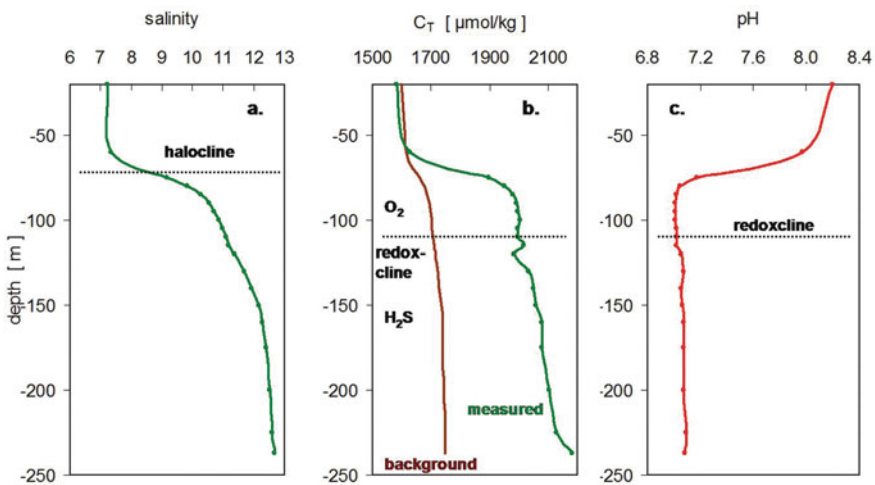 salinity
6 7 8 9 10 11 12 13
a.
halocline
-50
-100
-150
-200
-250
depth [ m ]
C_T [ µmol/kg ]
1500 1700 1900 2100
b.
O₂
redox-
cline
H₂S
measured
background
-50
-100
-150
-200
-250
pH
6.8 7.2 7.6 8.0 8.4
c.
redoxcline
-50
-100
-150
-200
-250